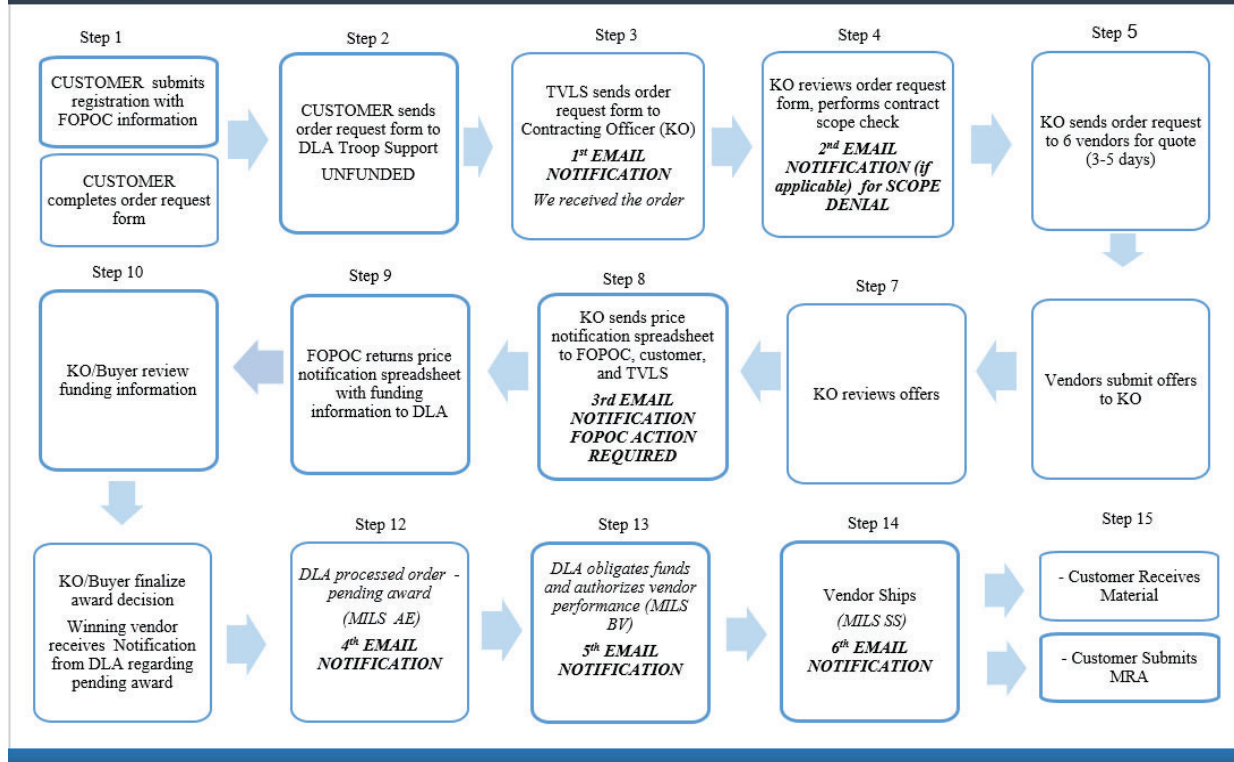 Step 1
CUSTOMER submits
registration with
FOPOC information
CUSTOMER
completes order request
form
Step 2
CUSTOMER sends
order request form to
DLA Troop Support
UNFUNDED
Step 3
TVLS sends order
request form to
Contracting Officer (KO)
1st EMAIL
NOTIFICATION
We received the order
Step 4
KO reviews order request
form, performs contract
scope check
2nd EMAIL
NOTIFICATION (if
applicable) for SCOPE
DENIAL
Step 5
KO sends order request
to 6 vendors for quote
(3-5 days)
Vendors submit offers
to KO
Step 7
KO reviews offers
Step 8
KO sends price
notification spreadsheet
to FOPOC, customer,
and TVLS
3rd EMAIL
NOTIFICATION
FOPOC ACTION
REQUIRED
Step 9
FOPOC returns price
notification spreadsheet
with funding
information to DLA
Step 10
KO/Buyer review
funding information
KO/Buyer finalize
award decision
Winning vendor
receives Notification
from DLA regarding
pending award
Step 12
DLA processed order -
pending award
(MILS AE)
4th EMAIL
NOTIFICATION
Step 13
DLA obligates funds
and authorizes vendor
performance (MILS
BV)
5th EMAIL
NOTIFICATION
Step 14
Vendor Ships
(MILS SS)
6th EMAIL
NOTIFICATION
Step 15
- Customer Receives
Material
- Customer Submits
MRA